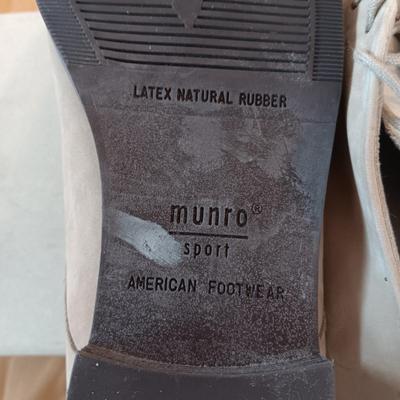 LATEX NATURAL RUBBER
munro®
sport
AMERICAN FOOTWEAR